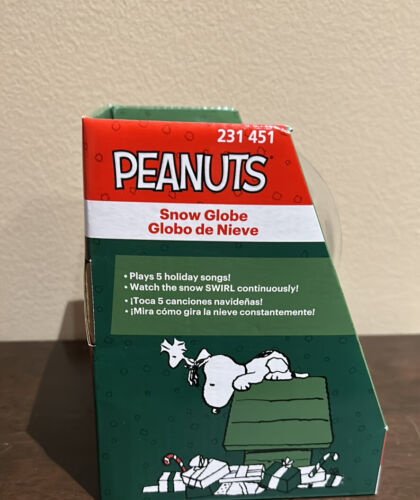 231 451
PEANUTS
Snow Globe
Globo de Nieve
• Plays 5 holiday songs!
• Watch the snow SWIRL continuously!
• ¡Toca 5 canciones navideñas!
• ¡Mira cómo gira la nieve constantemente!